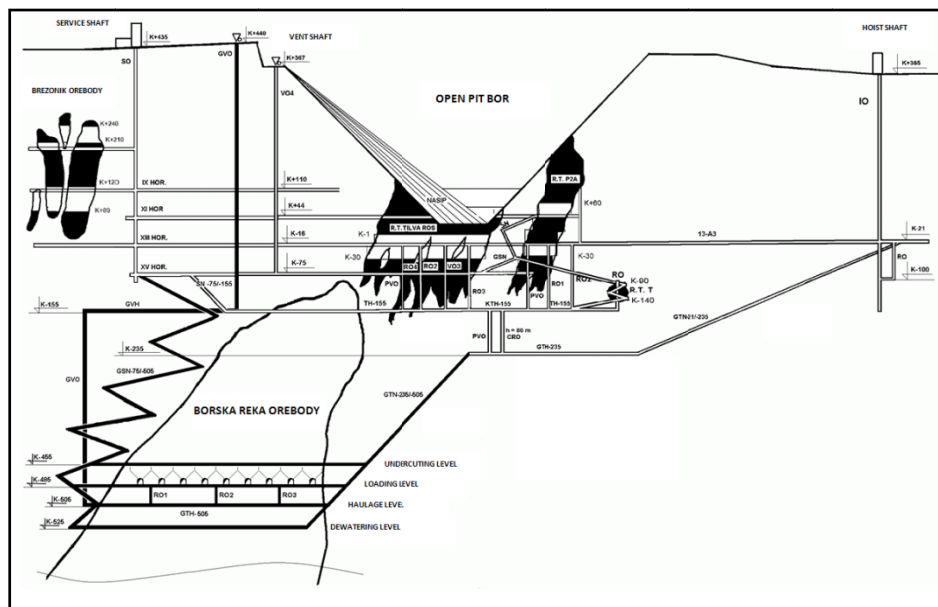 SERVICE SHAFT
K+435
K+440
VENT SHAFT
K+367
HOIST SHAFT
K+365
SO
GVO
VO4
IO
OPEN PIT BOR
BREZONIK OREBODY
K+240
K+210
K+120
K+80
IX HOR.
K+110
XI HOR
K+44
XIII HOR.
K-16
XV HOR.
K-75
NASIP
R.T. P2A
K+60
R.T.TILVA ROS
K-1
K-30
13-A3
K-21
RO
K-100
GSN
K-30
RO4
RO2
VO3
RO3
PVO
PVO
RO1
RO
K-90
R.T. T
K-140
SN -75/-155
TH-155
KTH-155
TH-155
K-155
GVH
GTN-21/-235
PVO
h = 80 m
CRO
K-235
GTH-235
GSN-75/-505
GVO
GTN-235/-505
BORSKA REKA OREBODY
K-455
UNDIRCUTING LEVEL
K-495
LOADING LEVEL
RO1
RO2
RO3
K-505
HAULAGE LEVE.
GTH-505
K-525
DEWATERING LEVEL